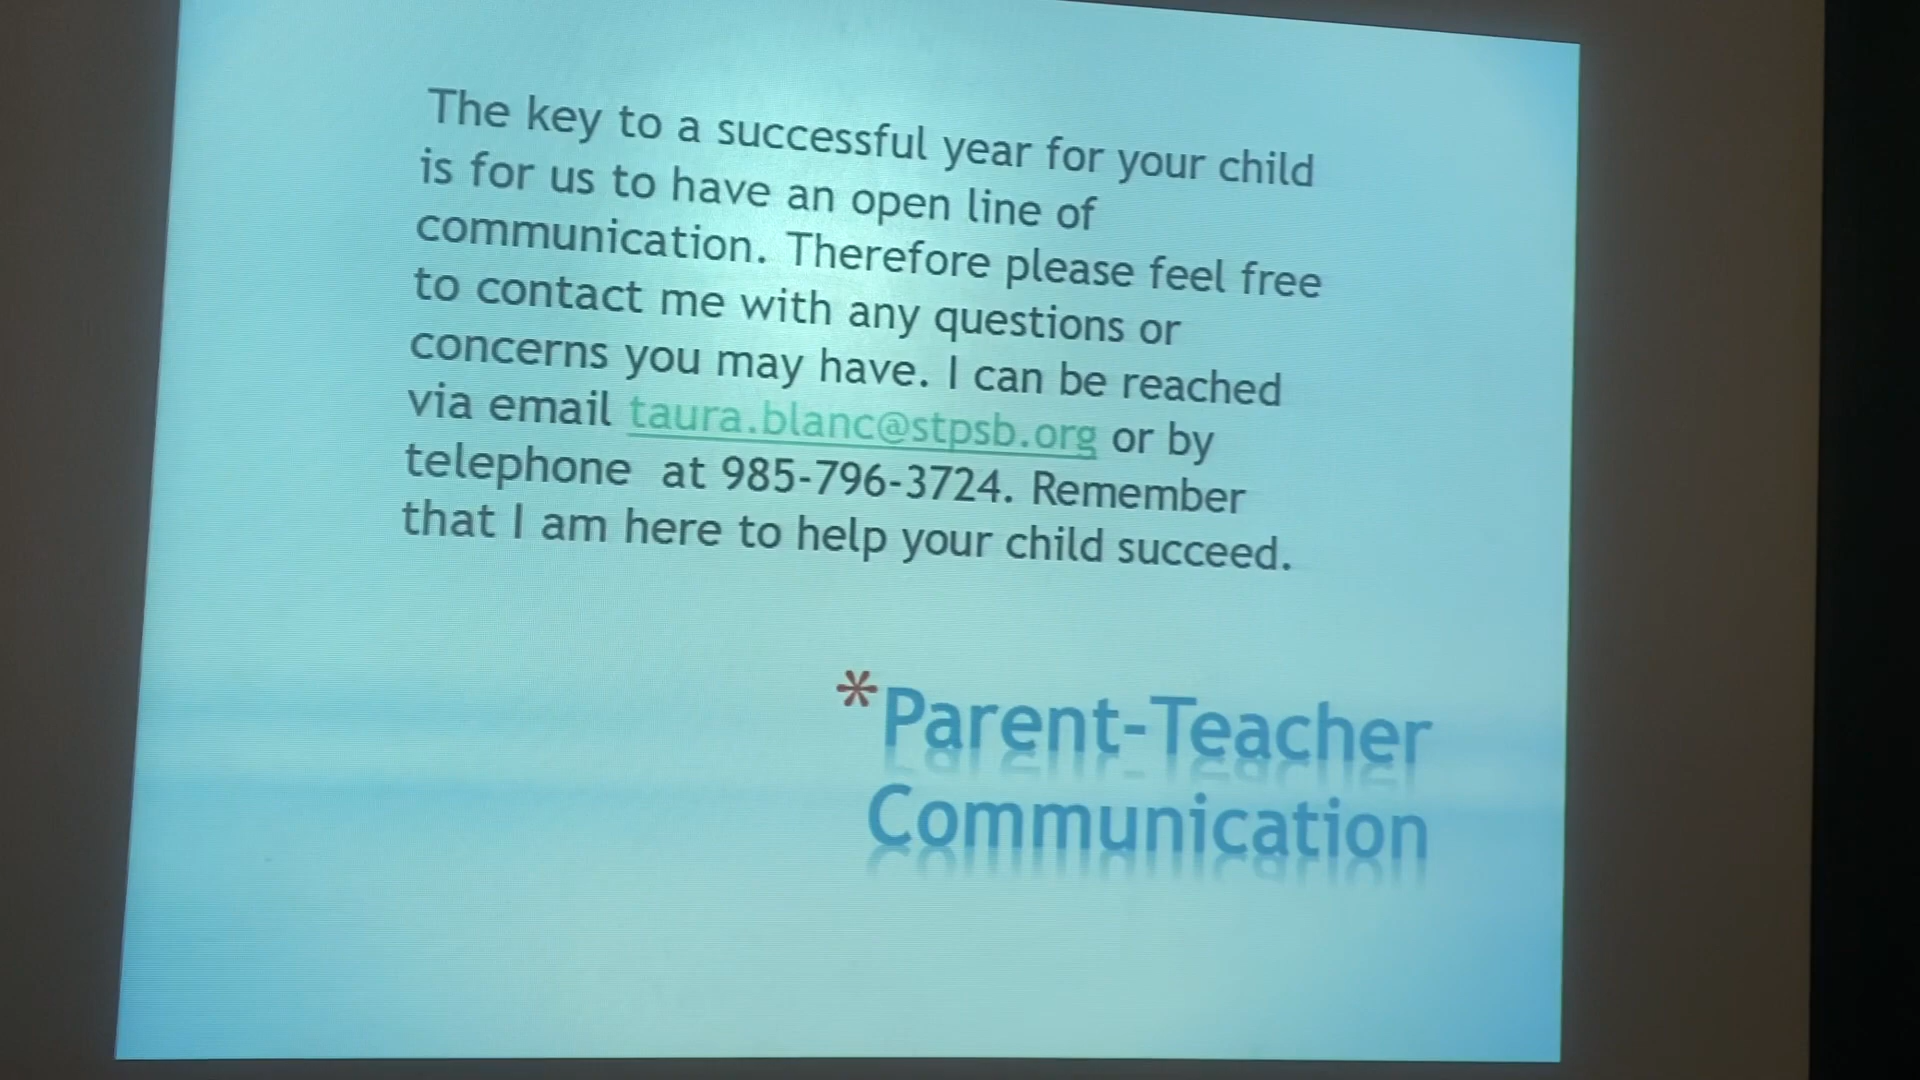 The key to a successful year for your child
is for us to have an open line of
communication. Therefore please feel free
to contact me with any questions or
concerns you may have. I can be reached
via email taura.blanc@stpsb.org or by
telephone at 985-796-3724. Remember
that I am here to help your child succeed.
*Parent-Teacher
Communication